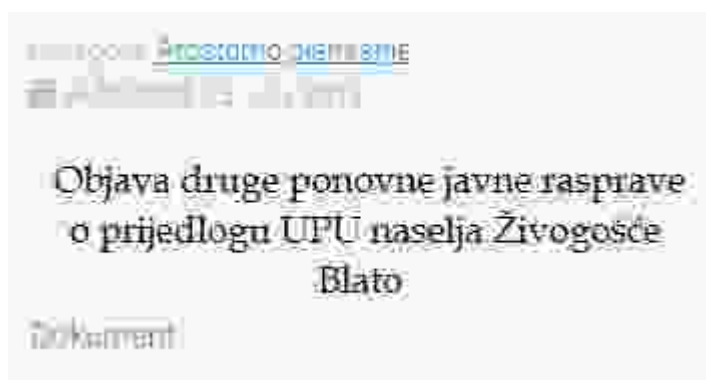 Prostorno planiranje
Objava druge ponovne javne rasprave
o prijedlogu UPU naselja Živogošće
Blato
Dokument